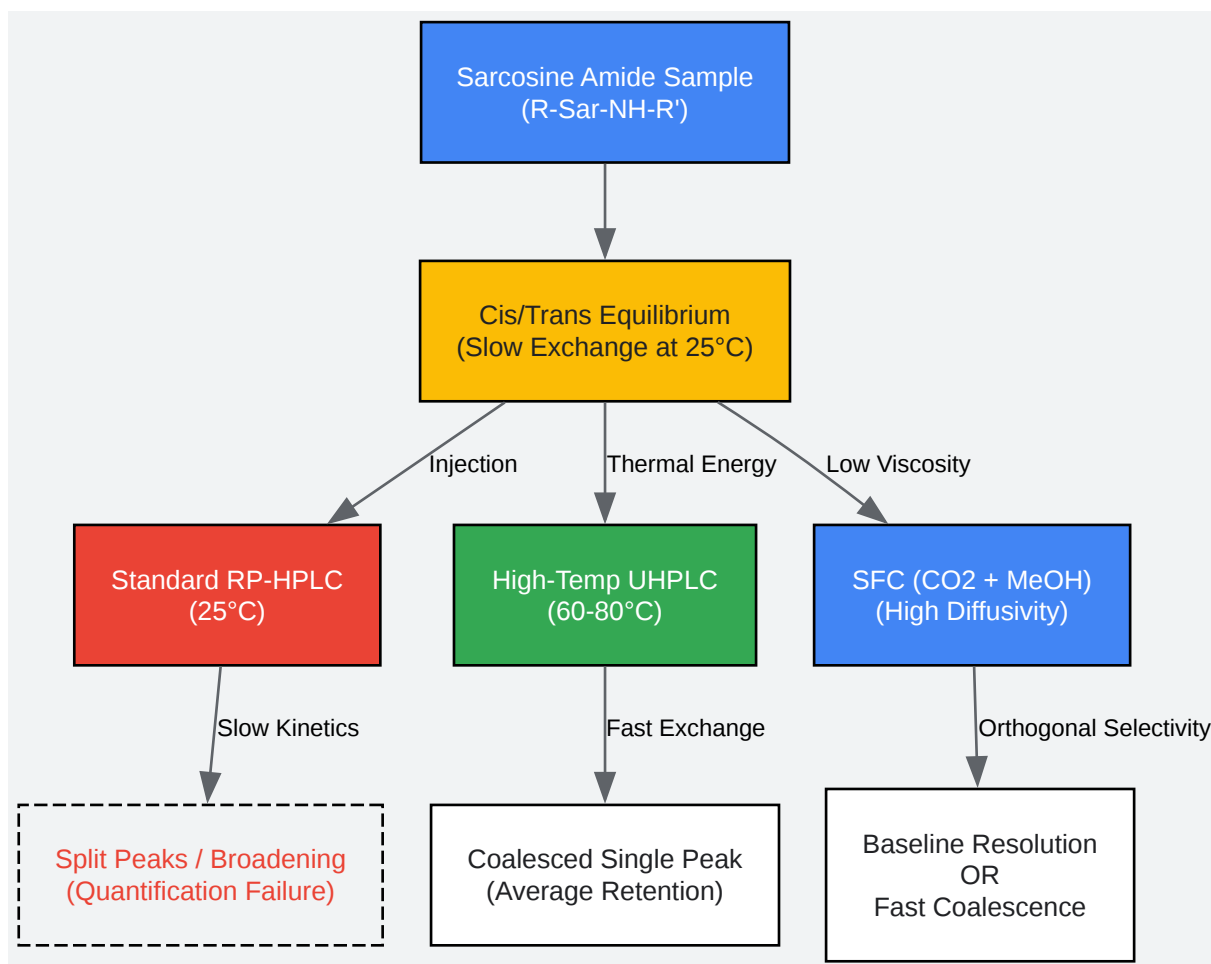 Sarcosine Amide Sample
(R-Sar-NH-R')
Cis/Trans Equilibrium
(Slow Exchange at 25°C)
Injection
Thermal Energy
Low Viscosity
Standard RP-HPLC
(25°C)
High-Temp UHPLC
(60-80°C)
SFC (CO2 + MeOH)
(High Diffusivity)
Slow Kinetics
Fast Exchange
Orthogonal Selectivity
Split Peaks / Broadening
(Quantification Failure)
Coalesced Single Peak
(Average Retention)
Baseline Resolution
OR
Fast Coalescence